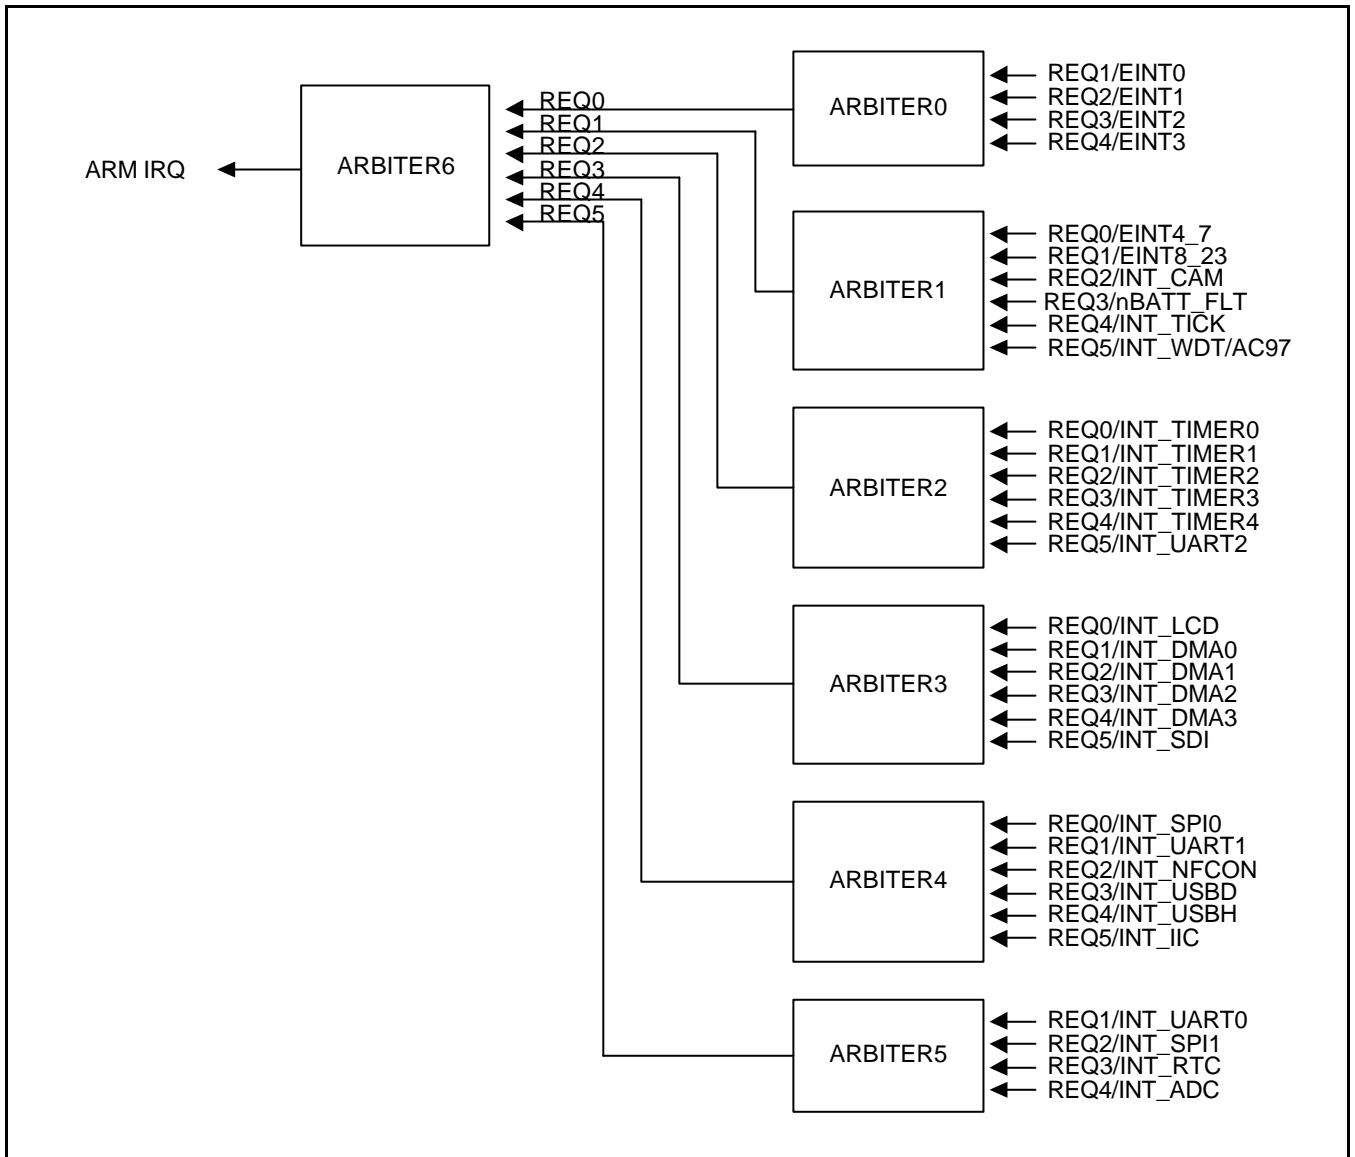 ARM IRQ
ARBITER6
REQ0
REQ1
REQ2
REQ3
REQ4
REQ5
ARBITER0
REQ1/EINT0
REQ2/EINT1
REQ3/EINT2
REQ4/EINT3
ARBITER1
REQ0/EINT4_7
REQ1/EINT8_23
REQ2/INT_CAM
REQ3/nBATT_FLT
REQ4/INT_TICK
REQ5/INT_WDT/AC97
ARBITER2
REQ0/INT_TIMER0
REQ1/INT_TIMER1
REQ2/INT_TIMER2
REQ3/INT_TIMER3
REQ4/INT_TIMER4
REQ5/INT_UART2
ARBITER3
REQ0/INT_LCD
REQ1/INT_DMA0
REQ2/INT_DMA1
REQ3/INT_DMA2
REQ4/INT_DMA3
REQ5/INT_SDI
ARBITER4
REQ0/INT_SPI0
REQ1/INT_UART1
REQ2/INT_NFCON
REQ3/INT_USBD
REQ4/INT_USBH
REQ5/INT_IIC
ARBITER5
REQ1/INT_UART0
REQ2/INT_SPI1
REQ3/INT_RTC
REQ4/INT_ADC